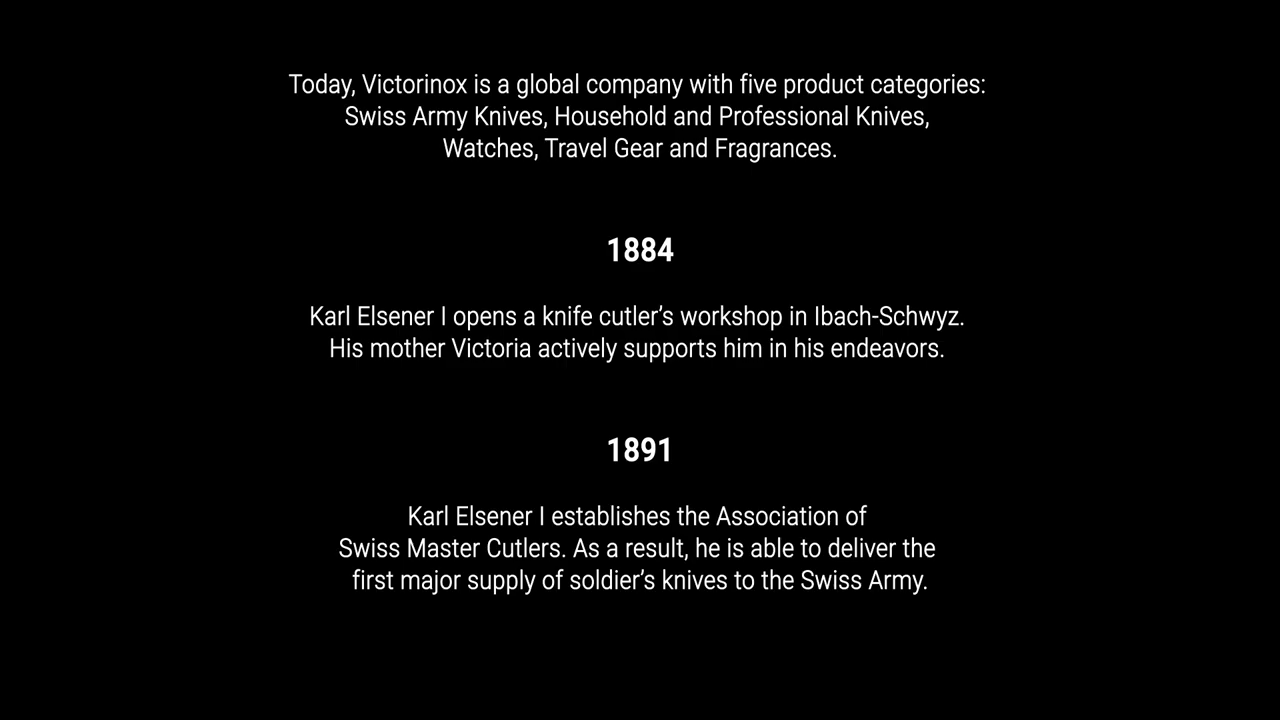 Today, Victorinox is a global company with five product categories:
Swiss Army Knives, Household and Professional Knives,
Watches, Travel Gear and Fragrances.
1884
Karl Elsener I opens a knife cutler’s workshop in Ibach-Schwyz.
His mother Victoria actively supports him in his endeavors.
1891
Karl Elsener I establishes the Association of
Swiss Master Cutlers. As a result, he is able to deliver the
first major supply of soldier’s knives to the Swiss Army.